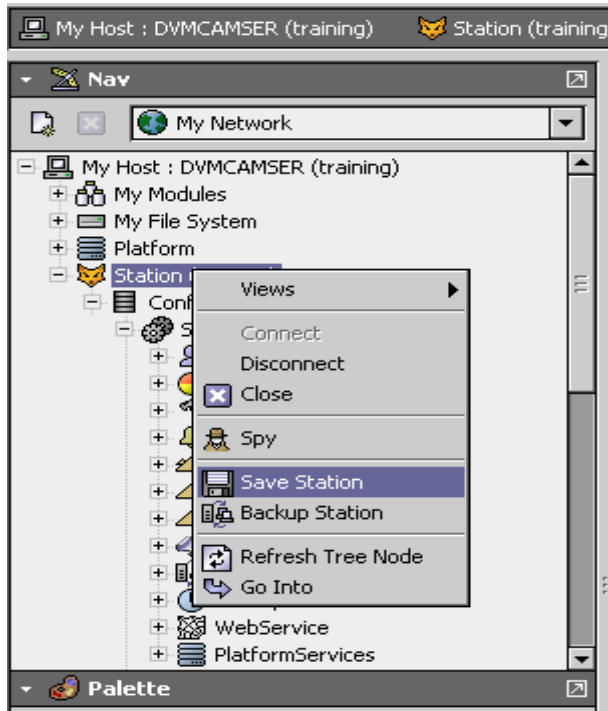 My Host : DVMCAMSER (training) Station (training
Nav
My Network
My Host : DVMCAMSER (training)
My Modules
My File System
Platform
Station
Views
Conf
Connect
S
Disconnect
Close
Spy
Save Station
Backup Station
Refresh Tree Node
Go Into
WebService
PlatformServices
Palette